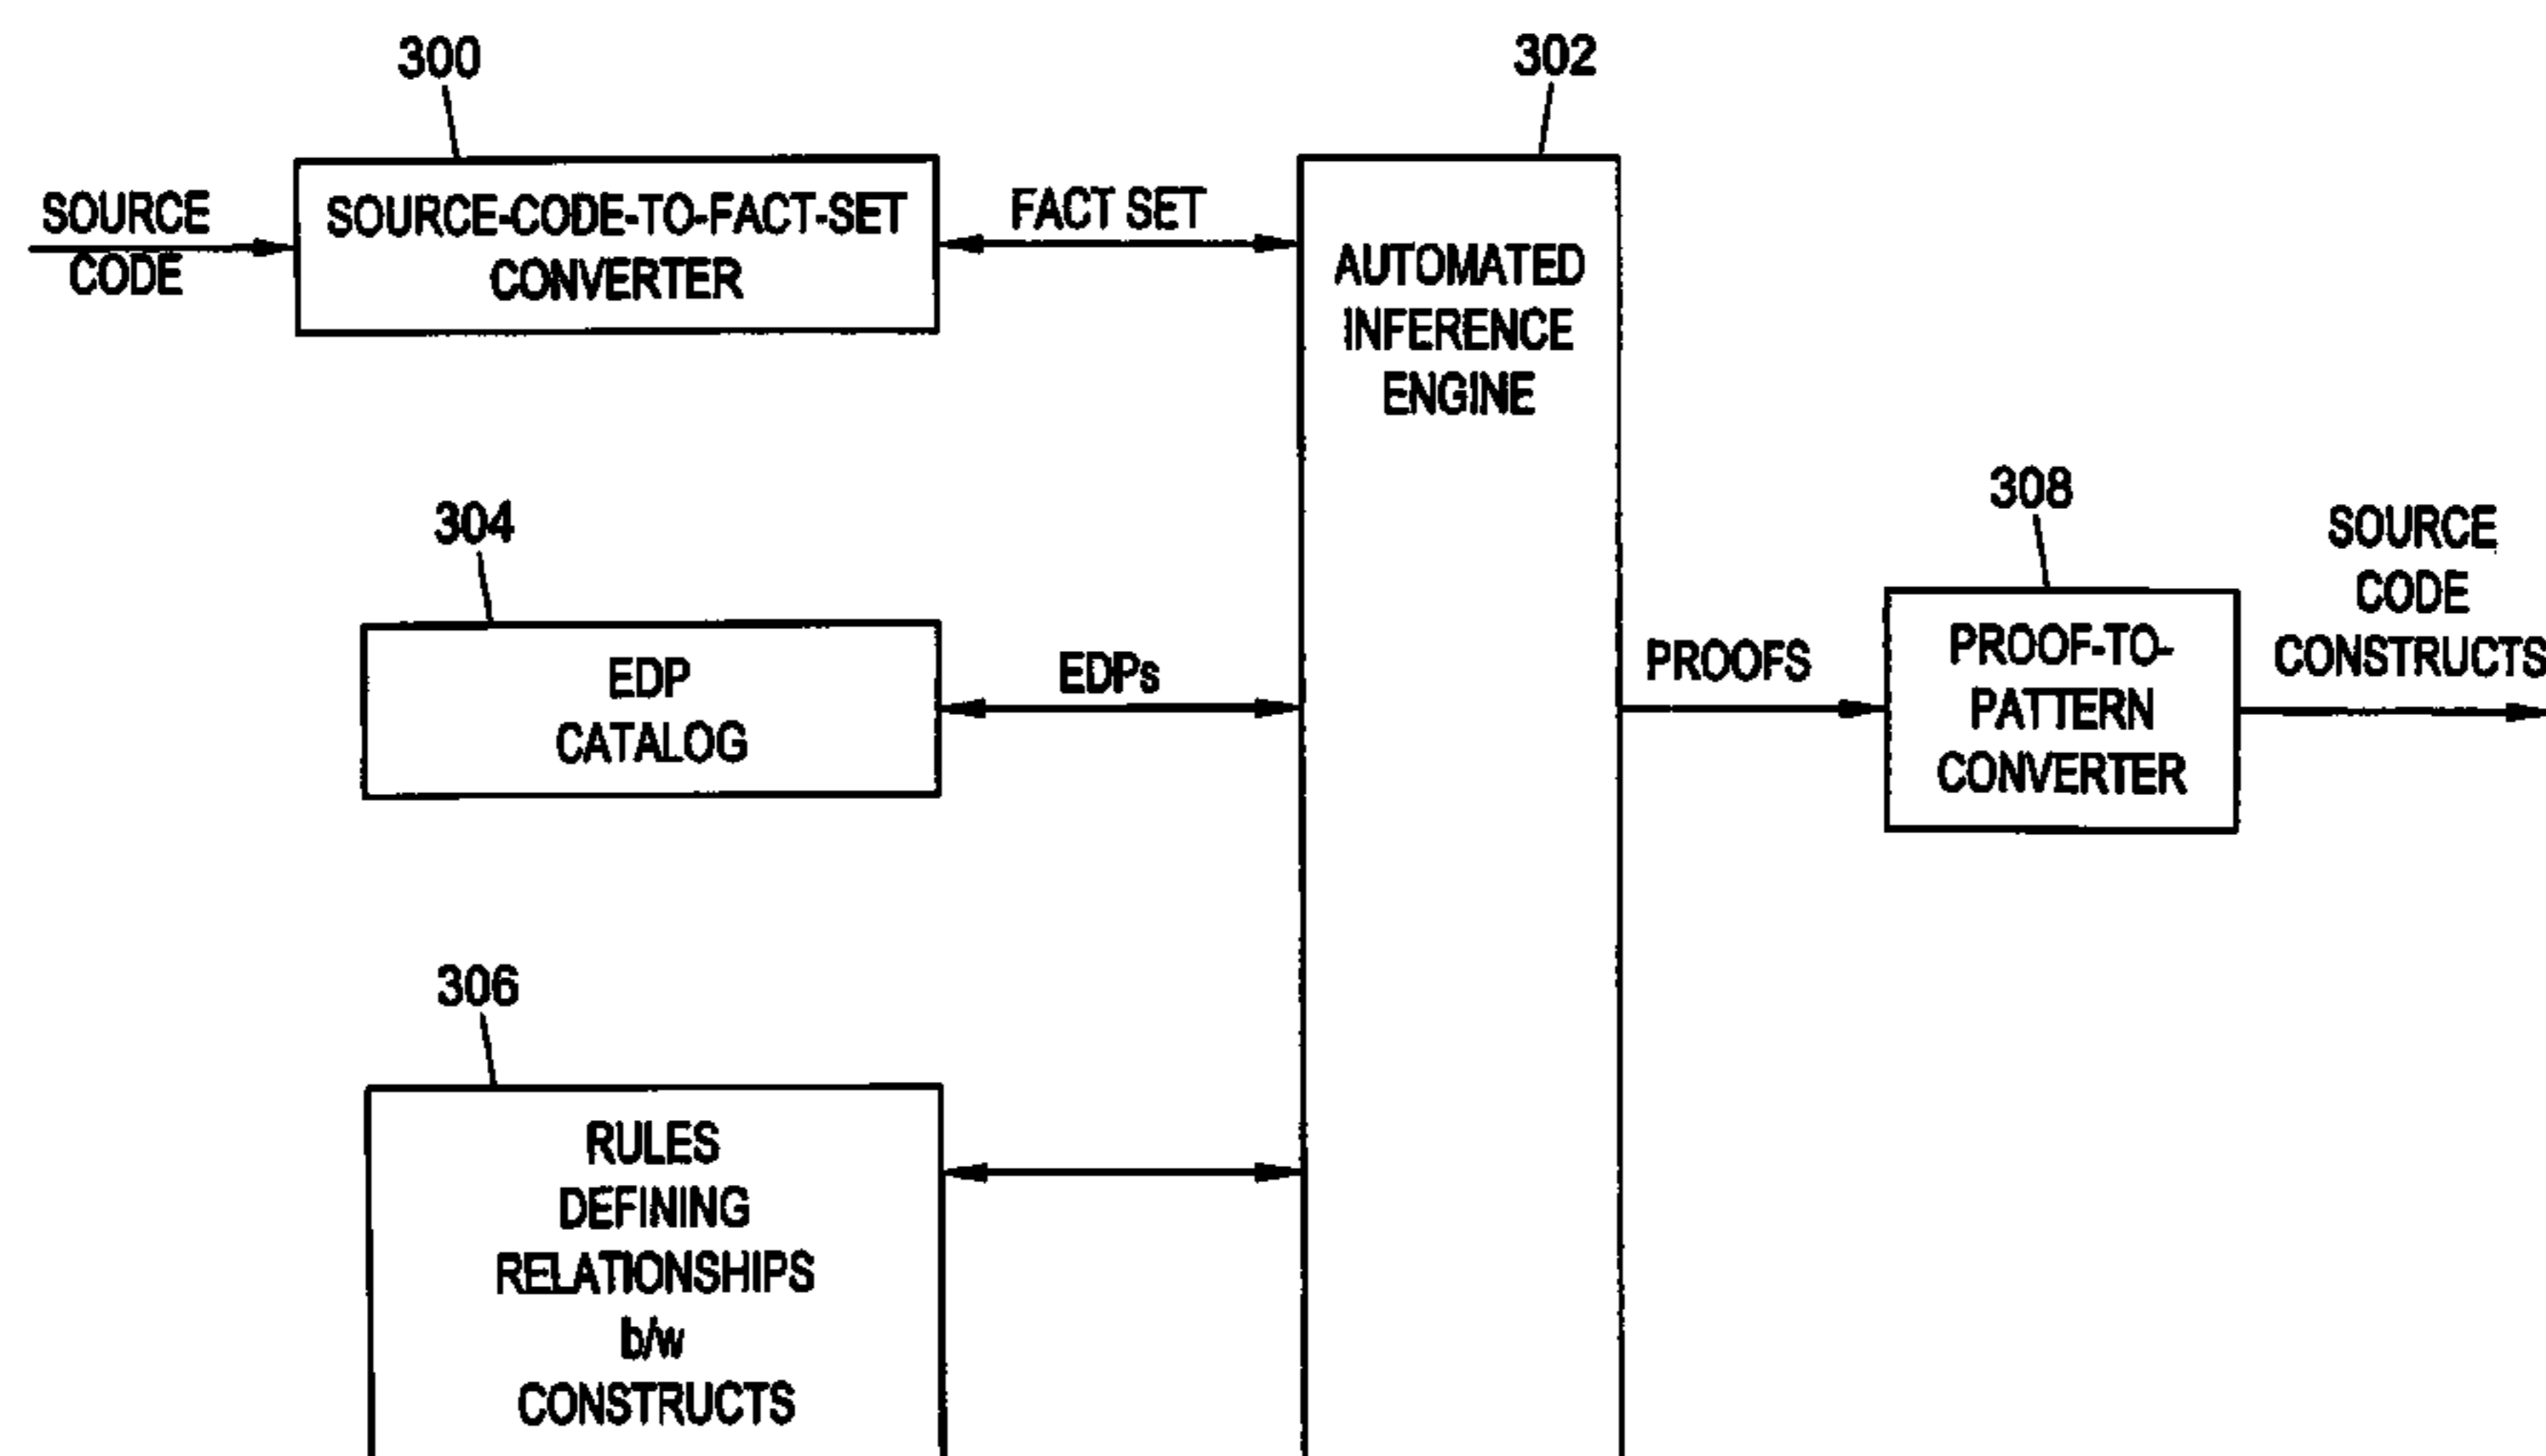 300
302
SOURCE
CODE
SOURCE-CODE-TO-FACT-SET
CONVERTER
FACT SET
AUTOMATED
INFERENCE
ENGINE
304
EDP
CATALOG
EDPs
PROOFS
308
PROOF-TO-
PATTERN
CONVERTER
SOURCE
CODE
CONSTRUCTS
306
RULES
DEFINING
RELATIONSHIPS
b/w
CONSTRUCTS